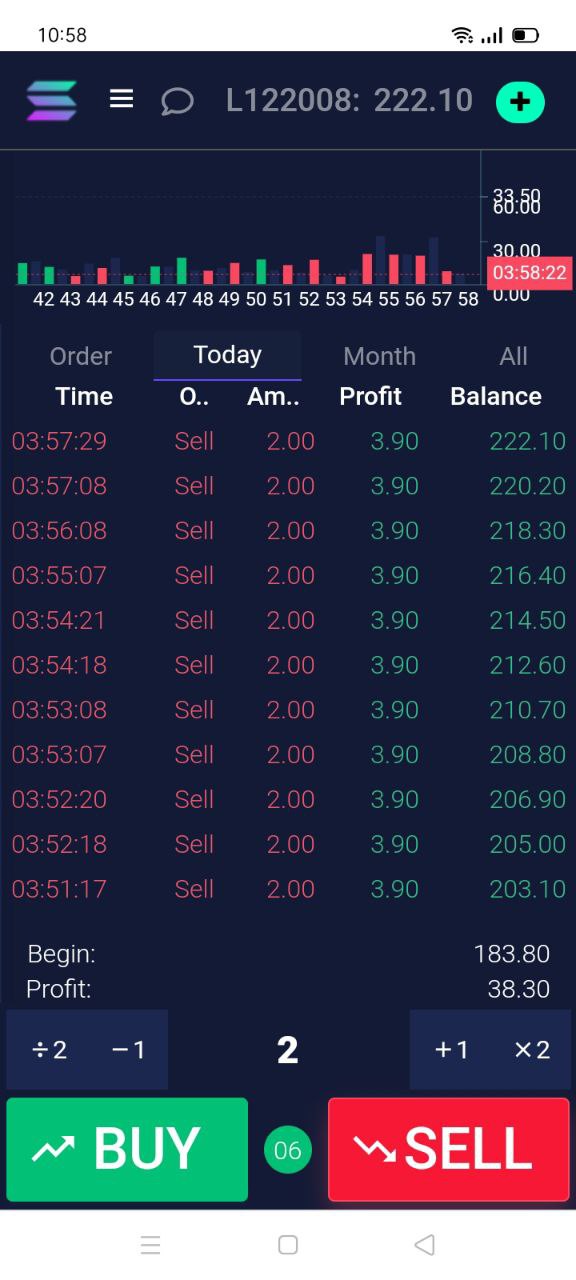 10:58
L122008: 222.10
33.50
60.00
30.00
03:58:22
0.00
42 43 44 45 46 47 48 49 50 51 52 53 54 55 56 57 58
Order Today Month All
Time O.. Am.. Profit Balance
03:57:29 Sell 2.00 3.90 222.10
03:57:08 Sell 2.00 3.90 220.20
03:56:08 Sell 2.00 3.90 218.30
03:55:07 Sell 2.00 3.90 216.40
03:54:21 Sell 2.00 3.90 214.50
03:54:18 Sell 2.00 3.90 212.60
03:53:08 Sell 2.00 3.90 210.70
03:53:07 Sell 2.00 3.90 208.80
03:52:20 Sell 2.00 3.90 206.90
03:52:18 Sell 2.00 3.90 205.00
03:51:17 Sell 2.00 3.90 203.10
Begin: 183.80
Profit: 38.30
÷2 −1 2 +1 ×2
BUY 06 SELL